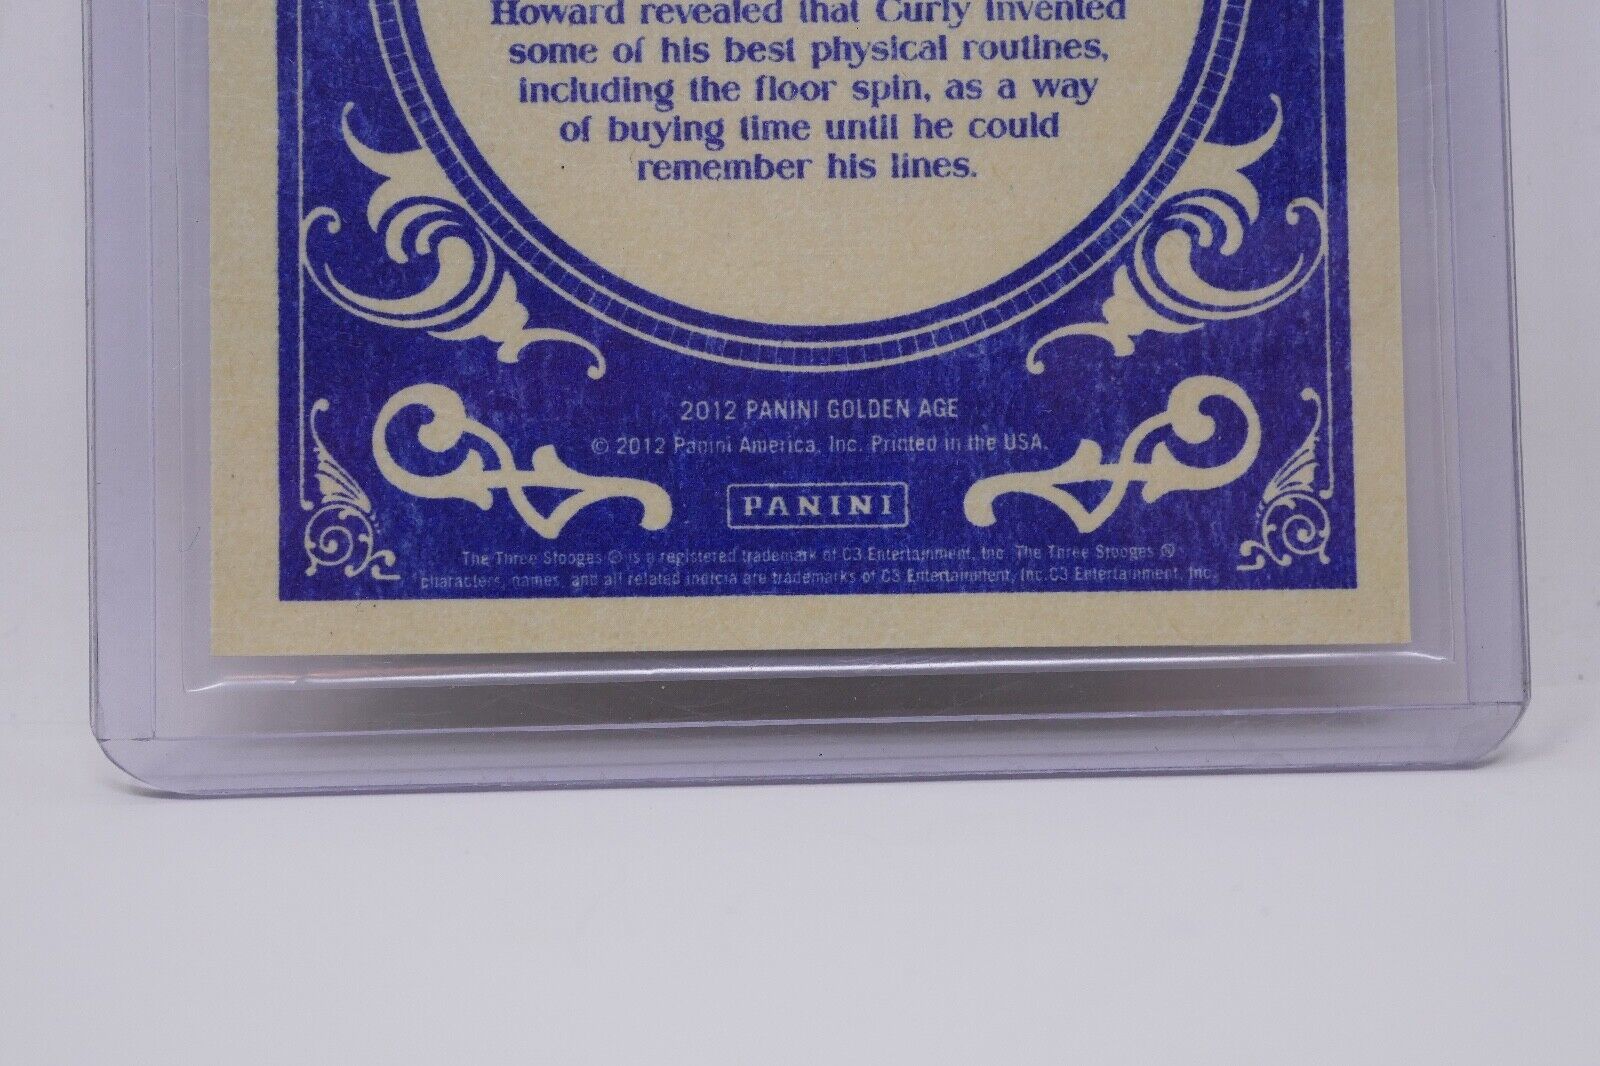 Howard revealed that Curly invented
some of his best physical routines,
including the floor spin, as a way
of buying time until he could
remember his lines.
2012 PANINI GOLDEN AGE
© 2012 Panini America, Inc. Printed in the USA.
PANINI
The Three Stooges ® is a registered trademark of C3 Entertainment, Inc. The Three Stooges ®
characters, names, and all related indicia are trademarks of C3 Entertainment, Inc.C3 Entertainment, Inc.